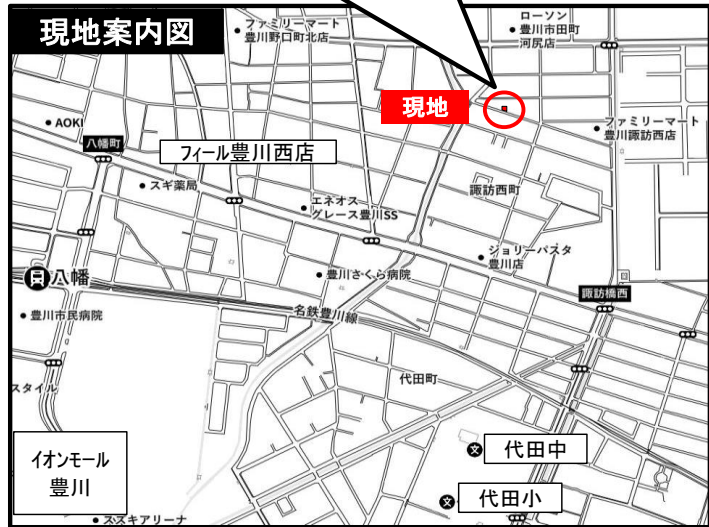 現地案内図
ファミリーマート
豊川野口町北店
ローソン
豊川市田町
河尻店
現地
AOKI
八幡町
フィール豊川西店
ファミリーマート
豊川諏訪西店
スギ薬局
諏訪西町
エネオス
グレース豊川SS
ジョリーパスタ
豊川店
八幡
豊川さくら病院
諏訪橋西
豊川市民病院
名鉄豊川線
スタイル
代田町
イオンモール
豊川
文
代田中
文
代田小
スズキアリーナ